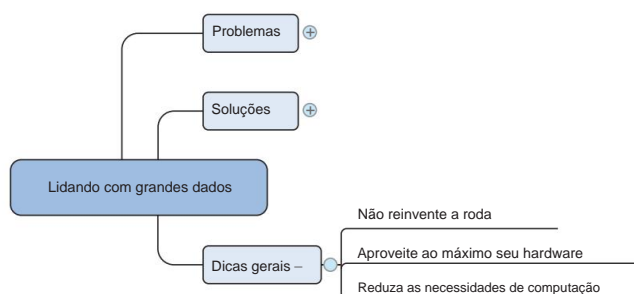 Problemas
Soluções
Lidando com grandes dados
Não reinvente a roda
Aproveite ao máximo seu hardware
Dicas gerais –
Reduza as necessidades de computação